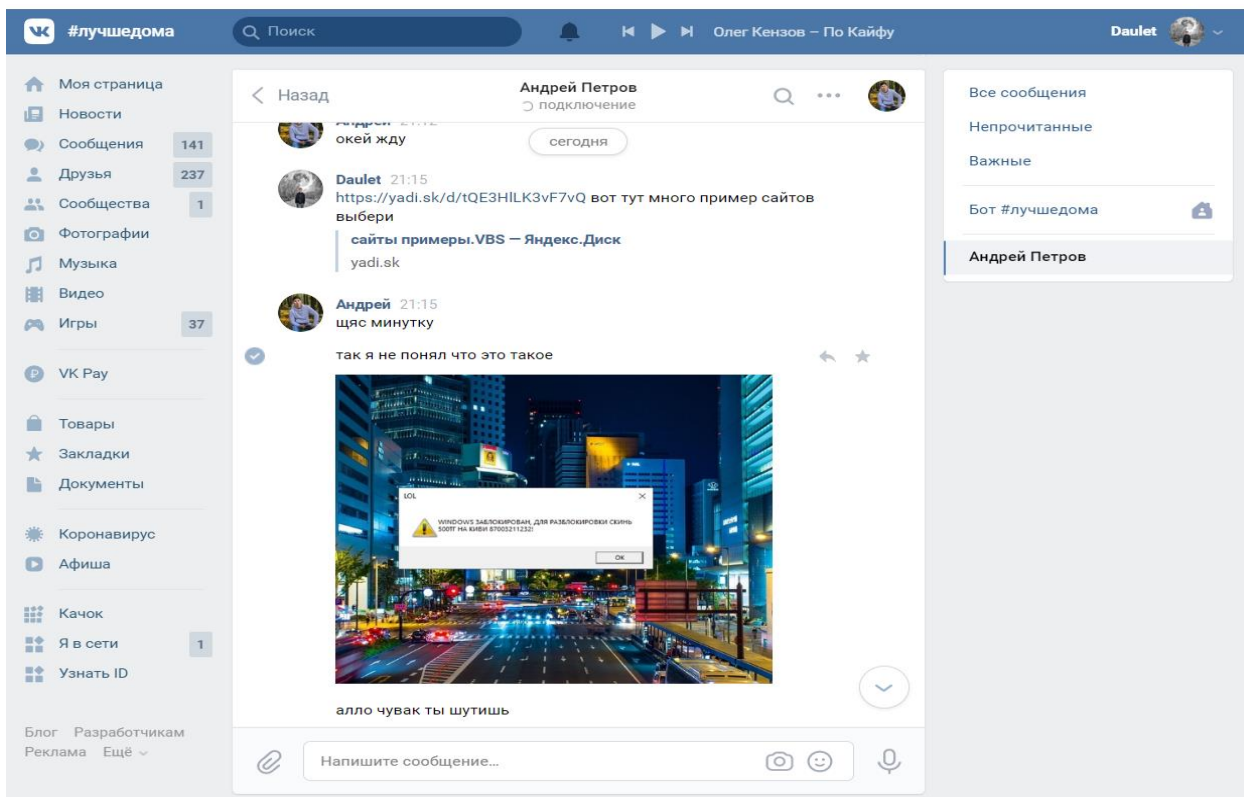 #лучшедома
Поиск
Олег Кензов – По Кайфу
Daulet
Моя страница
Новости
Сообщения 141
Друзья 237
Сообщества 1
Фотографии
Музыка
Видео
Игры 37
VK Pay
Товары
Закладки
Документы
Коронавирус
Афиша
Качок
Я в сети 1
Узнать ID
Блог Разработчикам
Реклама Ещё
Назад
Андрей Петров
подключение
Андрей 21:12
окей жду
сегодня
Daulet 21:15
https://yadi.sk/d/tQE3HlLK3vF7vQ вот тут много пример сайтов
выбери
сайты примеры.VBS — Яндекс.Диск
yadi.sk
Андрей 21:15
щяс минутку
так я не понял что это такое
LOL
WINDOWS ЗАБЛОКИРОВАН, ДЛЯ РАЗБЛОКИРОВКИ СКИНЬ
500ТГ НА КИВИ 87005211232!
OK
алло чувак ты шутишь
Напишите сообщение...
Все сообщения
Непрочитанные
Важные
Бот #лучшедома
Андрей Петров